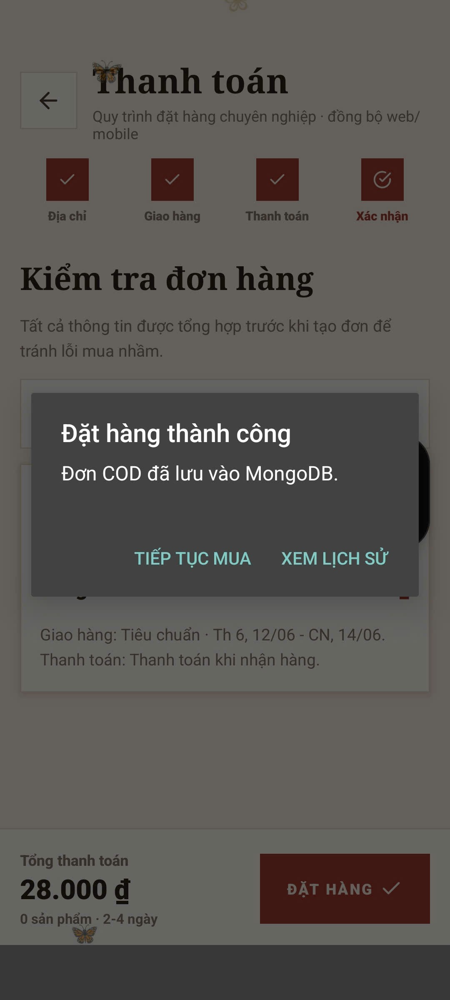 Thanh toán
Quy trình đặt hàng chuyên nghiệp · đồng bộ web/
mobile
Địa chỉ
Giao hàng
Thanh toán
Xác nhận
Kiểm tra đơn hàng
Tất cả thông tin được tổng hợp trước khi tạo đơn để
tránh lỗi mua nhầm.
Đặt hàng thành công
Đơn COD đã lưu vào MongoDB.
TIẾP TỤC MUA
XEM LỊCH SỬ
Giao hàng: Tiêu chuẩn · Th 6, 12/06 - CN, 14/06.
Thanh toán: Thanh toán khi nhận hàng.
Tổng thanh toán
28.000 ₫
0 sản phẩm · 2-4 ngày
ĐẶT HÀNG